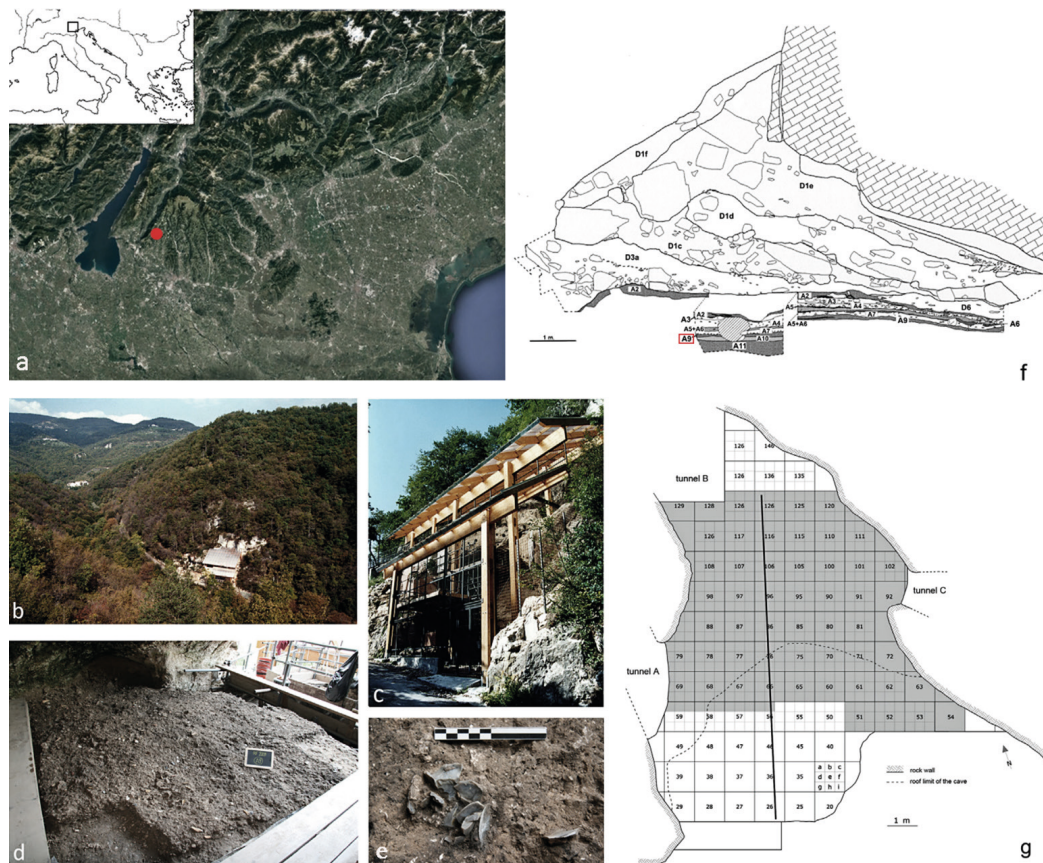 a
D1f
D1e
D1d
D1c
D3a
A2
A2
A3
A4
D6
A3
A2
A5
A7
A9
A6
A4
A5+A6
A7
A5+A6
A9
A10
A11
1 m
f
b
c
d
e
126 146
tunnel B
126 136 135
129 128 126 126 125 120
126 117 116 115 110 111
108 107 106 105 100 101 102
tunnel C
98 97 96 95 90 91 92
88 87 86 85 80 81
79 78 77 76 75 70 71 72
tunnel A
69 68 67 66 65 60 61 62 63
59 58 57 56 55 50 51 52 53 54
49 48 47 46 45 40
a b c
39 38 37 36 35 d e f
g h i
29 28 27 26 25 20
N
rock wall
roof limit of the cave
1 m
g